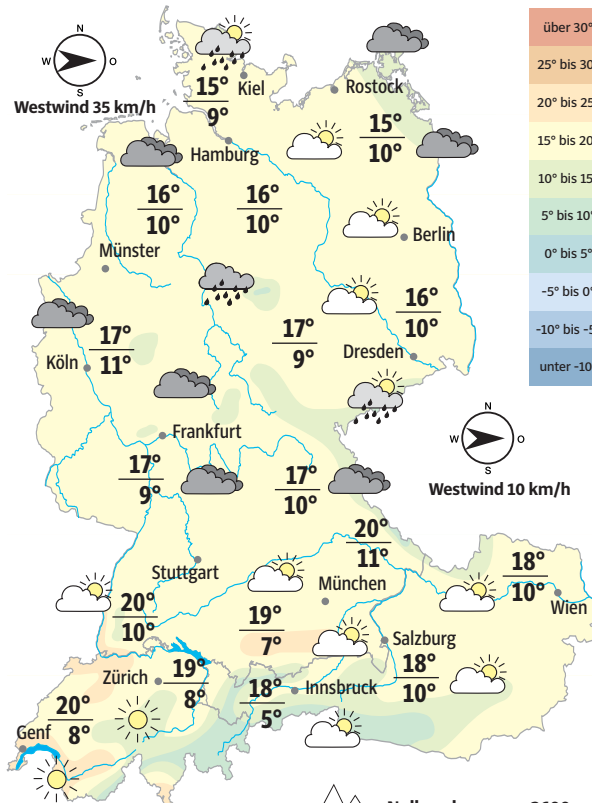 N
W O
S
Westwind 35 km/h
15°
9°
Kiel
Rostock
15°
10°
Hamburg
16°
10°
16°
10°
Berlin
Münster
16°
10°
17°
11°
17°
9°
Köln
Dresden
Frankfurt
N
W O
S
Westwind 10 km/h
17°
9°
17°
10°
20°
11°
18°
10°
Stuttgart
München
Wien
20°
10°
19°
7°
Salzburg
Zürich
19°
8°
18°
5°
Innsbruck
18°
10°
20°
8°
Genf
über 30°
25° bis 30
20° bis 25
15° bis 20
10° bis 15
5° bis 10°
0° bis 5°
-5° bis 0°
-10° bis -5
unter -10